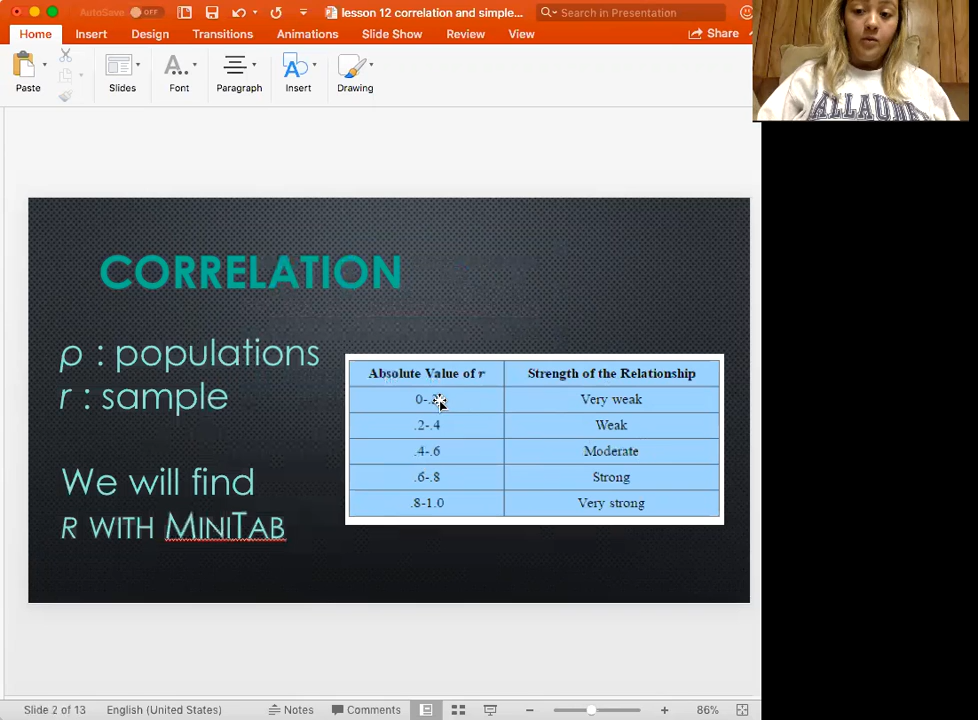 AutoSave OFF
lesson 12 correlation and simple...
Search in Presentation
Home Insert Design Transitions Animations Slide Show Review View Share
Paste Slides Font Paragraph Insert Drawing
CORRELATION
ρ : populations
r : sample
We will find
R WITH MINITAB
Absolute Value of r Strength of the Relationship
0-. Very weak
.2-.4 Weak
.4-.6 Moderate
.6-.8 Strong
.8-1.0 Very strong
Slide 2 of 13 English (United States) Notes Comments 86%